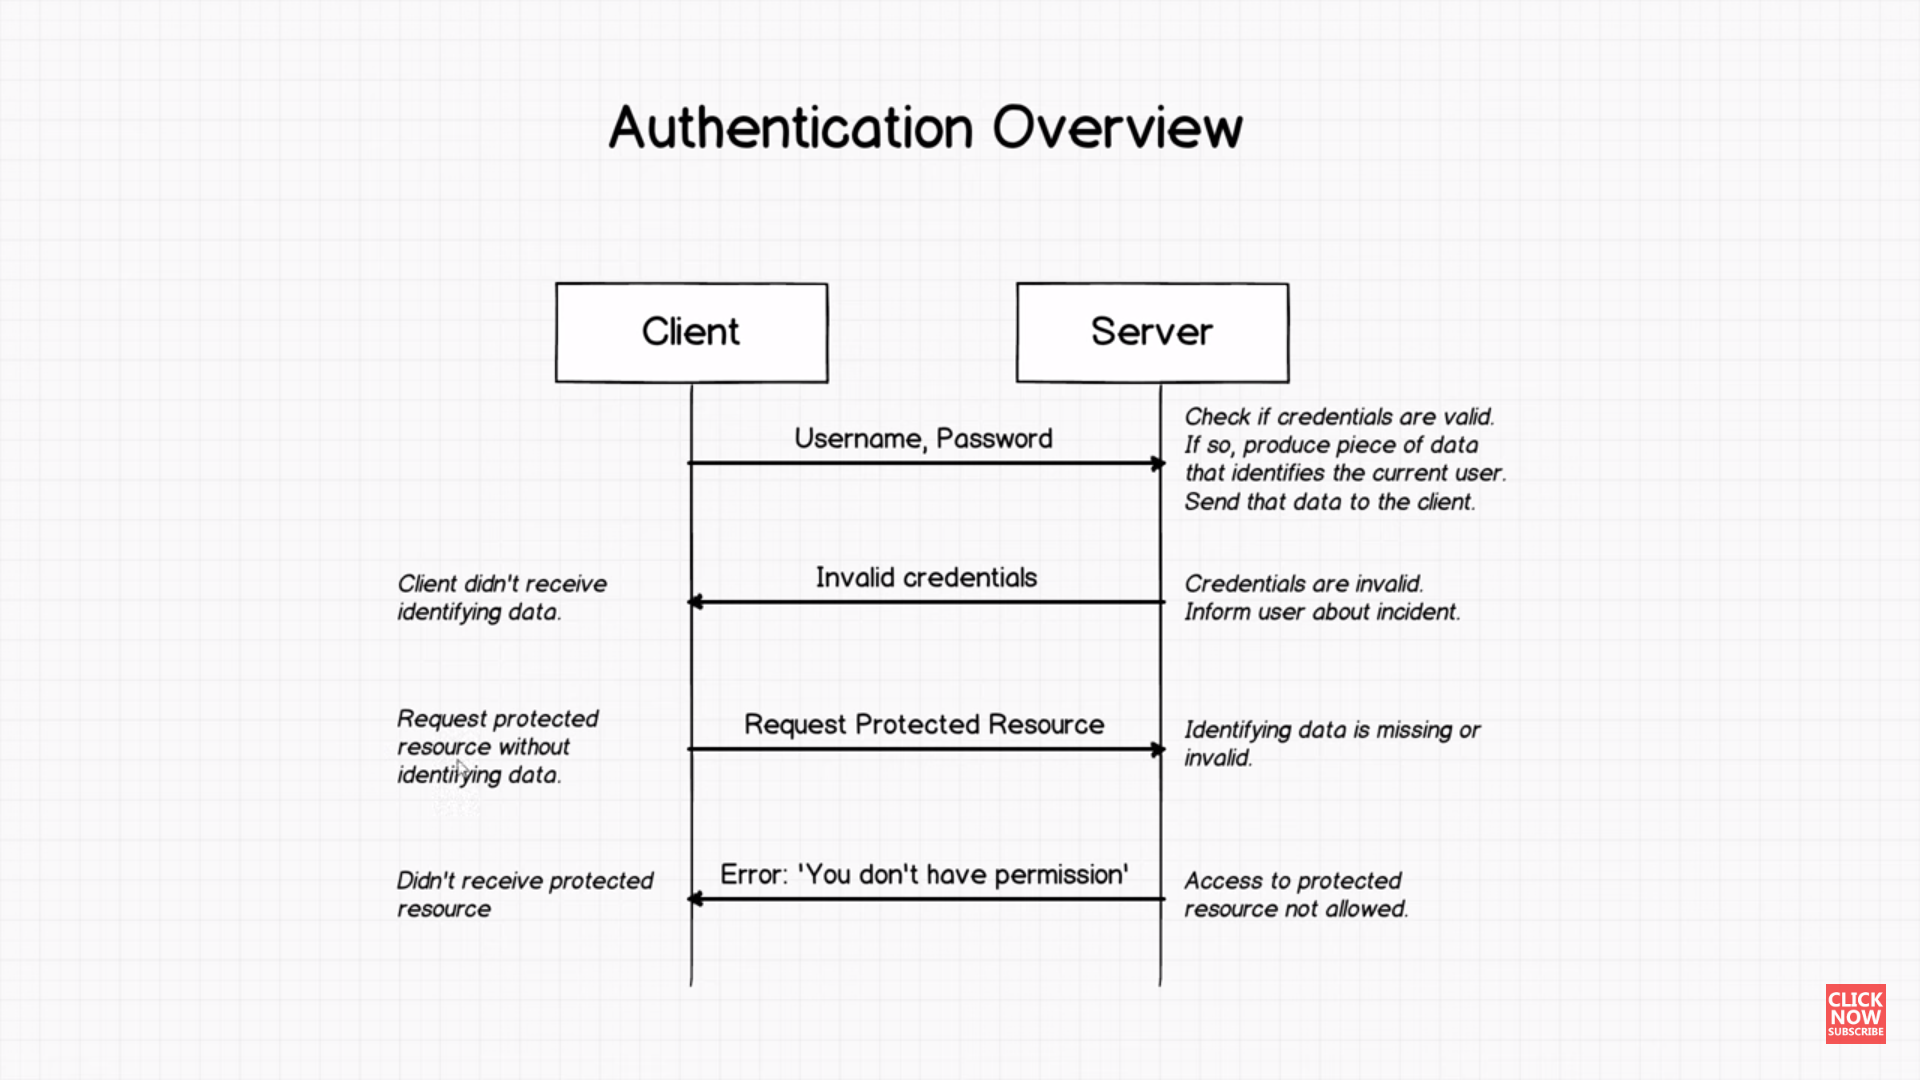 Authentication Overview
Client
Server
Username, Password
Check if credentials are valid.
If so, produce piece of data
that identifies the current user.
Send that data to the client.
Client didn't receive
identifying data.
Invalid credentials
Credentials are invalid.
Inform user about incident.
Request protected
resource without
identifying data.
Request Protected Resource
Identifying data is missing or
invalid.
Didn't receive protected
resource
Error: 'You don't have permission'
Access to protected
resource not allowed.
CLICK
NOW
SUBSCRIBE